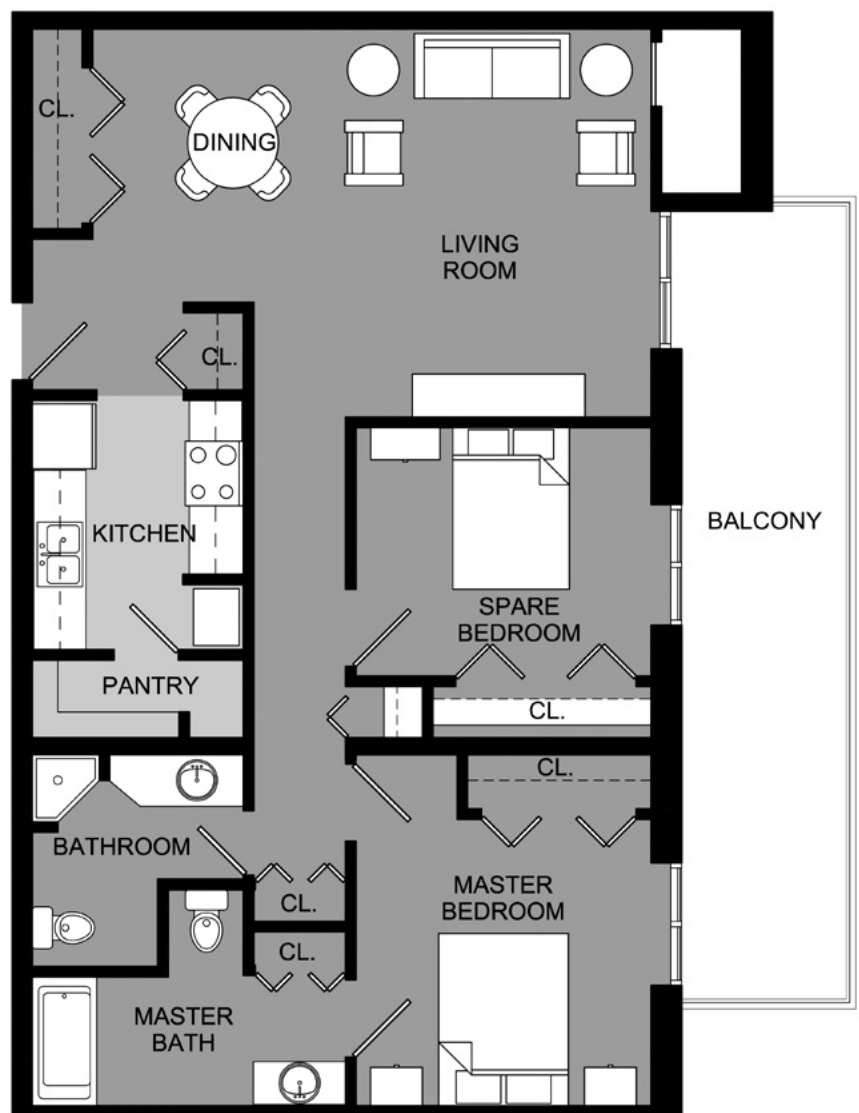 CL.
DINING
LIVING
ROOM
CL.
KITCHEN
BALCONY
SPARE
BEDROOM
PANTRY
CL.
CL.
BATHROOM
MASTER
BEDROOM
CL.
CL.
MASTER
BATH